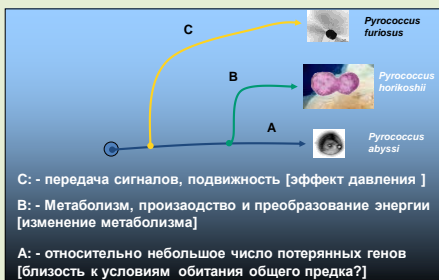 C
Pyrococcus
furiosus
B
Pyrococcus
horikoshii
A
Pyrococcus
abyssi
C: - передача сигналов, подвижность [эффект давления ]
B: - Метаболизм, произаодство и преобразование энергии
[изменение метаболизма]
A: - относительно небольшое число потерянных генов
[близость к условиям обитания общего предка?]